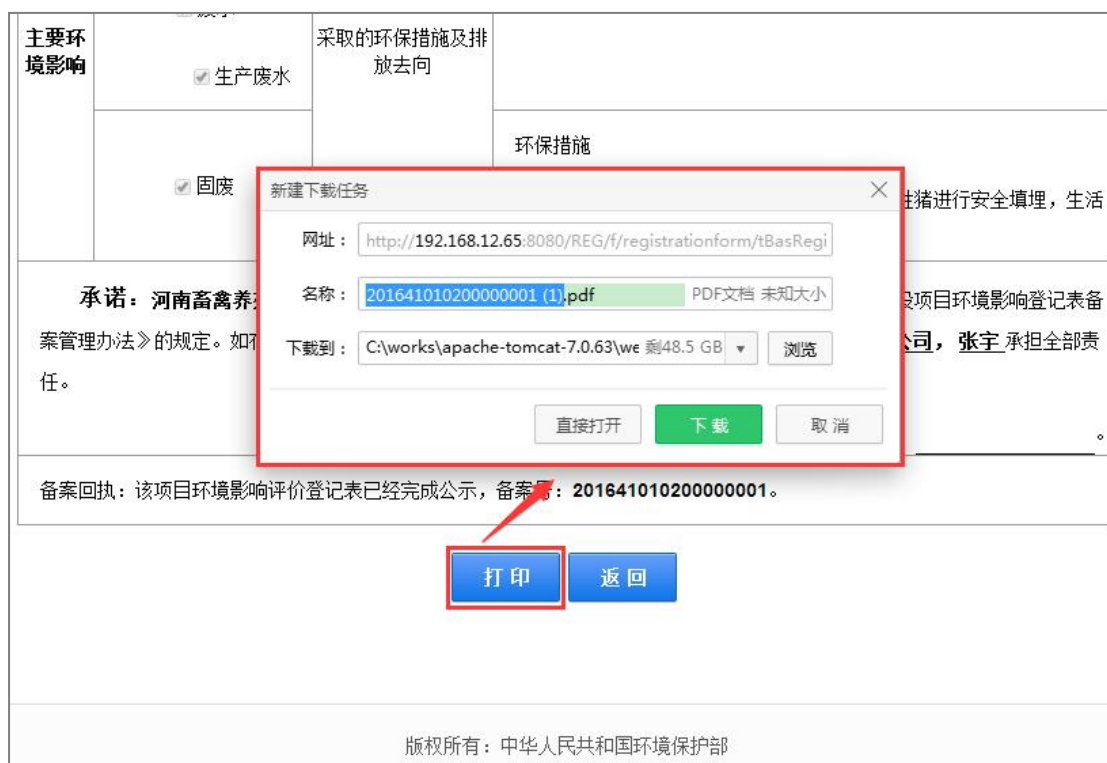 主要环
境影响
采取的环保措施及排
放去向
生产废水
固废
环保措施
猪进行安全填埋，生活
新建下载任务
网址： http://192.168.12.65:8080/REG/f/registrationform/tBasRegi
名称： 201641010200000001 (1).pdf PDF文档 未知大小
下载到： C:\works\apache-tomcat-7.0.63\we 剩48.5 GB 浏览
直接打开 下载 取消
承诺：河南畜禽养 项目环境影响登记表备
案管理办法》的规定。如 公司，张宇 承担全部责
任。
。
备案回执：该项目环境影响评价登记表已经完成公示，备案号：201641010200000001。
打印 返回
版权所有：中华人民共和国环境保护部